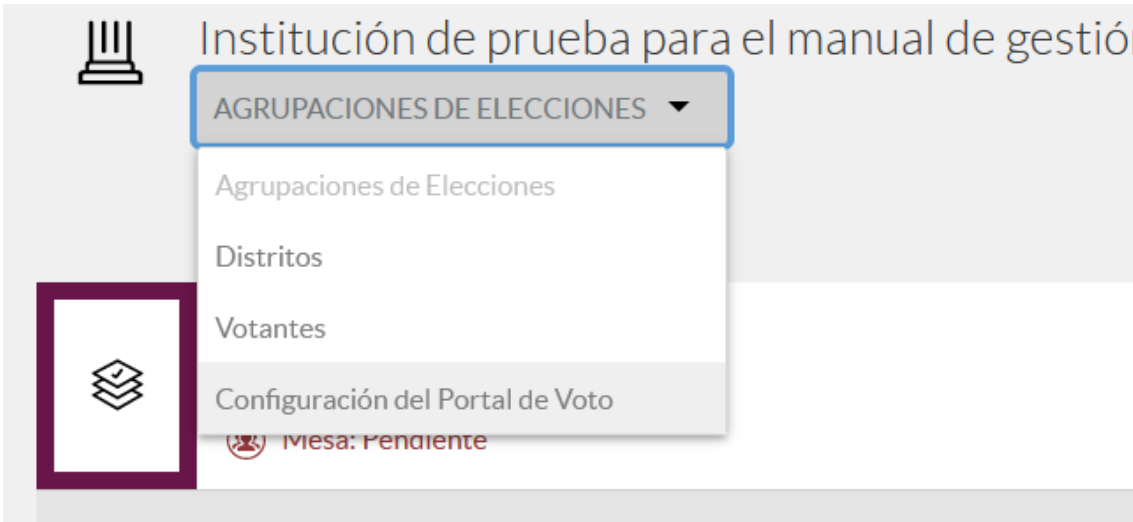 Institución de prueba para el manual de gestión
AGRUPACIONES DE ELECCIONES
Agrupaciones de Elecciones
Distritos
Votantes
Configuración del Portal de Voto
Mesa: Pendiente